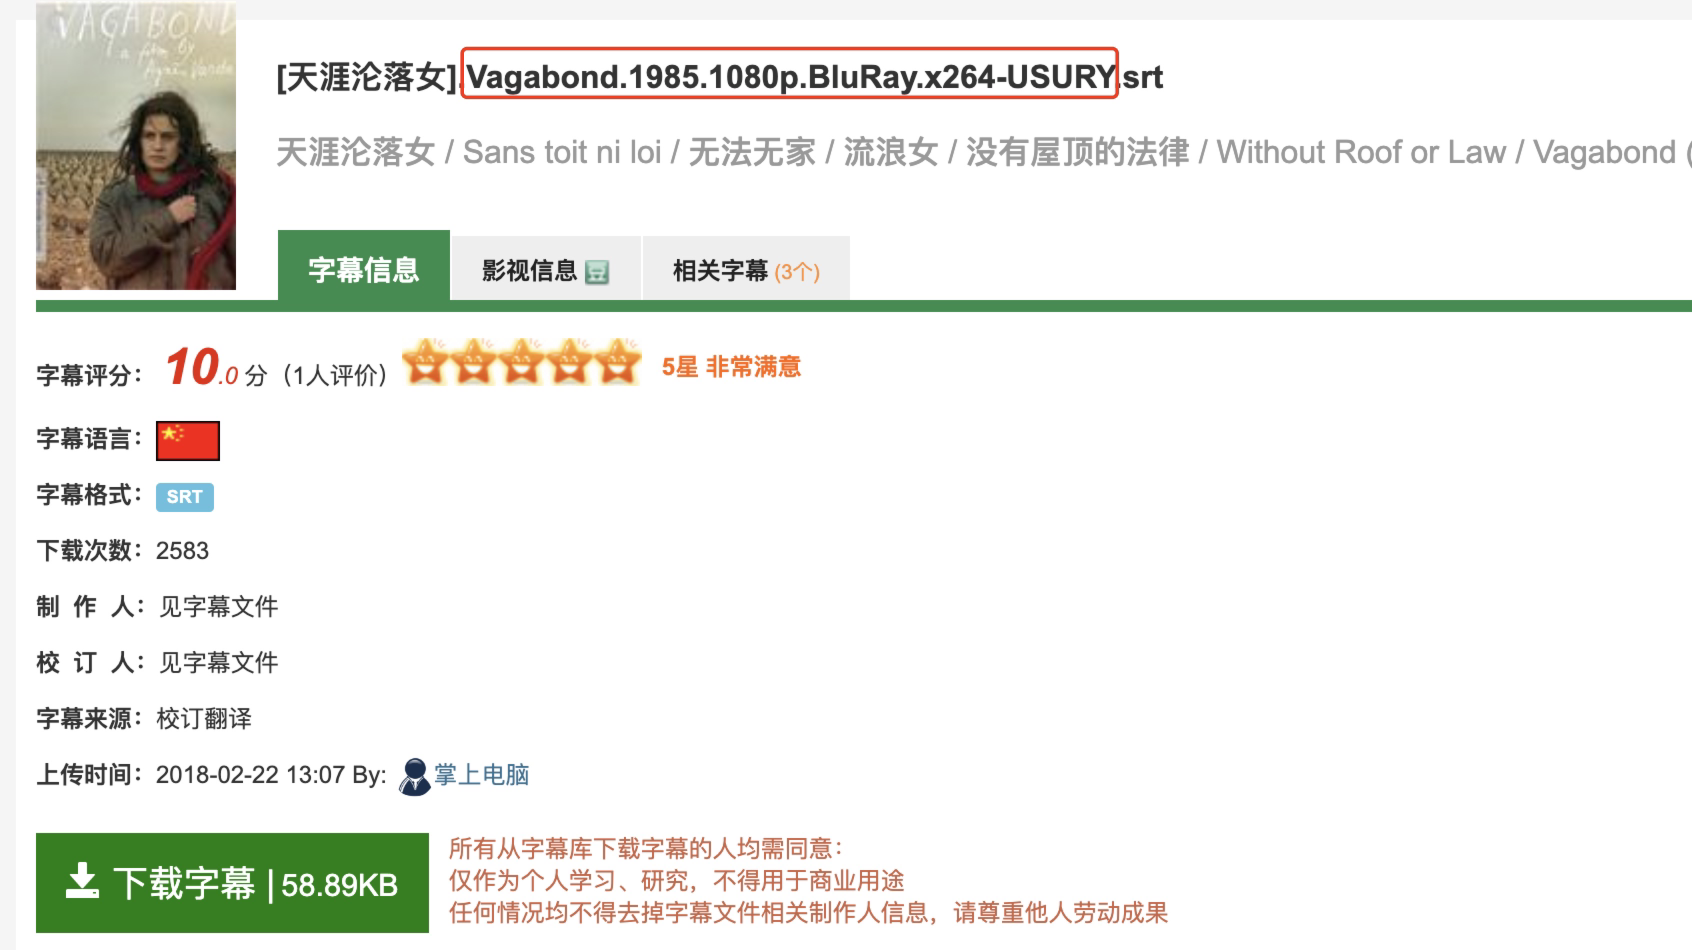 VAGABOND
a film by
Agnès Varda
[天涯沦落女].Vagabond.1985.1080p.BluRay.x264-USURY.srt
天涯沦落女 / Sans toit ni loi / 无法无家 / 流浪女 / 没有屋顶的法律 / Without Roof or Law / Vagabond (
字幕信息 影视信息 豆 相关字幕 (3个)
字幕评分： 10.0 分（1人评价） 5星 非常满意
字幕语言：
字幕格式： SRT
下载次数： 2583
制 作 人： 见字幕文件
校 订 人： 见字幕文件
字幕来源： 校订翻译
上传时间： 2018-02-22 13:07 By: 掌上电脑
下载字幕 | 58.89KB
所有从字幕库下载字幕的人均需同意：
仅作为个人学习、研究，不得用于商业用途
任何情况均不得去掉字幕文件相关制作人信息，请尊重他人劳动成果